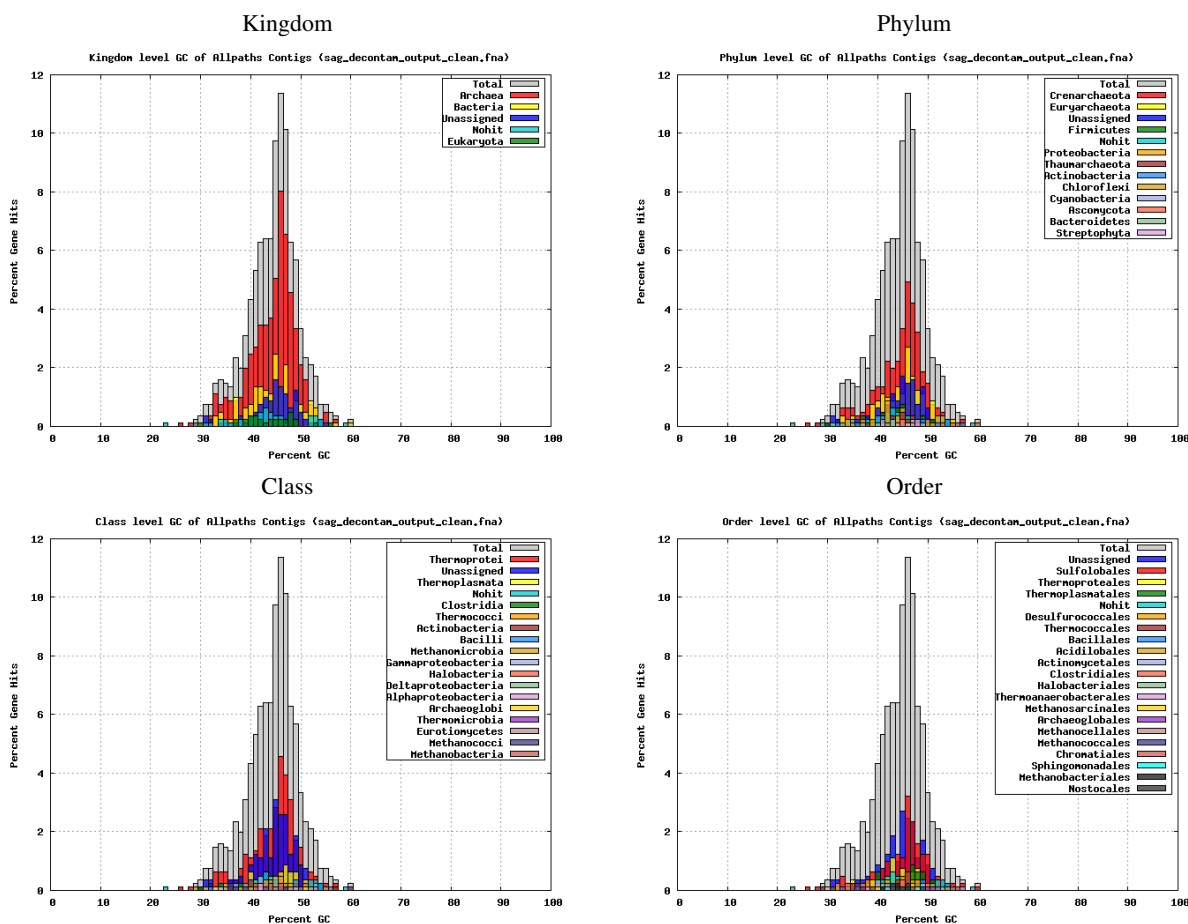 Kingdom
Kingdom level GC of Allpaths Contigs (sag_decontam_output_clean.fna)
Percent Gene Hits
12
10
8
6
4
2
0
Total
Archaea
Bacteria
Unassigned
Nohit
Eukaryota
0 10 20 30 40 50 60 70 80 90 100
Percent GC
Phylum
Phylum level GC of Allpaths Contigs (sag_decontam_output_clean.fna)
Percent Gene Hits
12
10
8
6
4
2
0
Total
Crenarchaeota
Euryarchaeota
Unassigned
Firmicutes
Nohit
Proteobacteria
Thaumarchaeota
Actinobacteria
Chloroflexi
Cyanobacteria
Ascomycota
Bacteroidetes
Streptophyta
0 10 20 30 40 50 60 70 80 90 100
Percent GC
Class
Class level GC of Allpaths Contigs (sag_decontam_output_clean.fna)
Percent Gene Hits
12
10
8
6
4
2
0
Total
Thermoprotei
Unassigned
Thermoplasmata
Nohit
Clostridia
Thermococci
Actinobacteria
Bacilli
Methanomicrobia
Gammaproteobacteria
Halobacteria
Deltaproteobacteria
Alphaproteobacteria
Archaeoglobi
Thermomicrobia
Eurotiomycetes
Methanococci
Methanobacteria
0 10 20 30 40 50 60 70 80 90 100
Percent GC
Order
Order level GC of Allpaths Contigs (sag_decontam_output_clean.fna)
Percent Gene Hits
12
10
8
6
4
2
0
Total
Unassigned
Sulfolobales
Thermoproteales
Thermoplasmatales
Nohit
Desulfurococcales
Thermococcales
Bacillales
Acidilobales
Actinomycetales
Clostridiales
Halobacteriales
Thermoanaerobacterales
Methanosarcinales
Archaeoglobales
Methanocellales
Methanococcales
Chromatiales
Sphingomonadales
Methanobacteriales
Nostocales
0 10 20 30 40 50 60 70 80 90 100
Percent GC